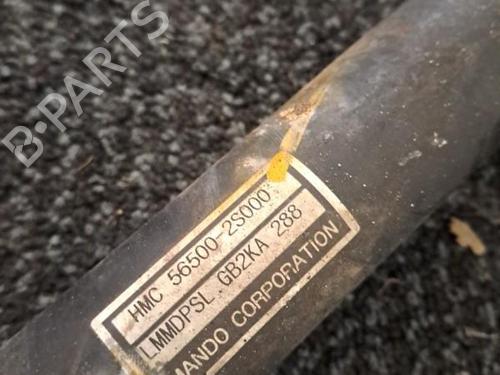 HMC 56500-2S000
LMMDPSL GB2KA 288
MANDO CORPORATION
B-PARTS